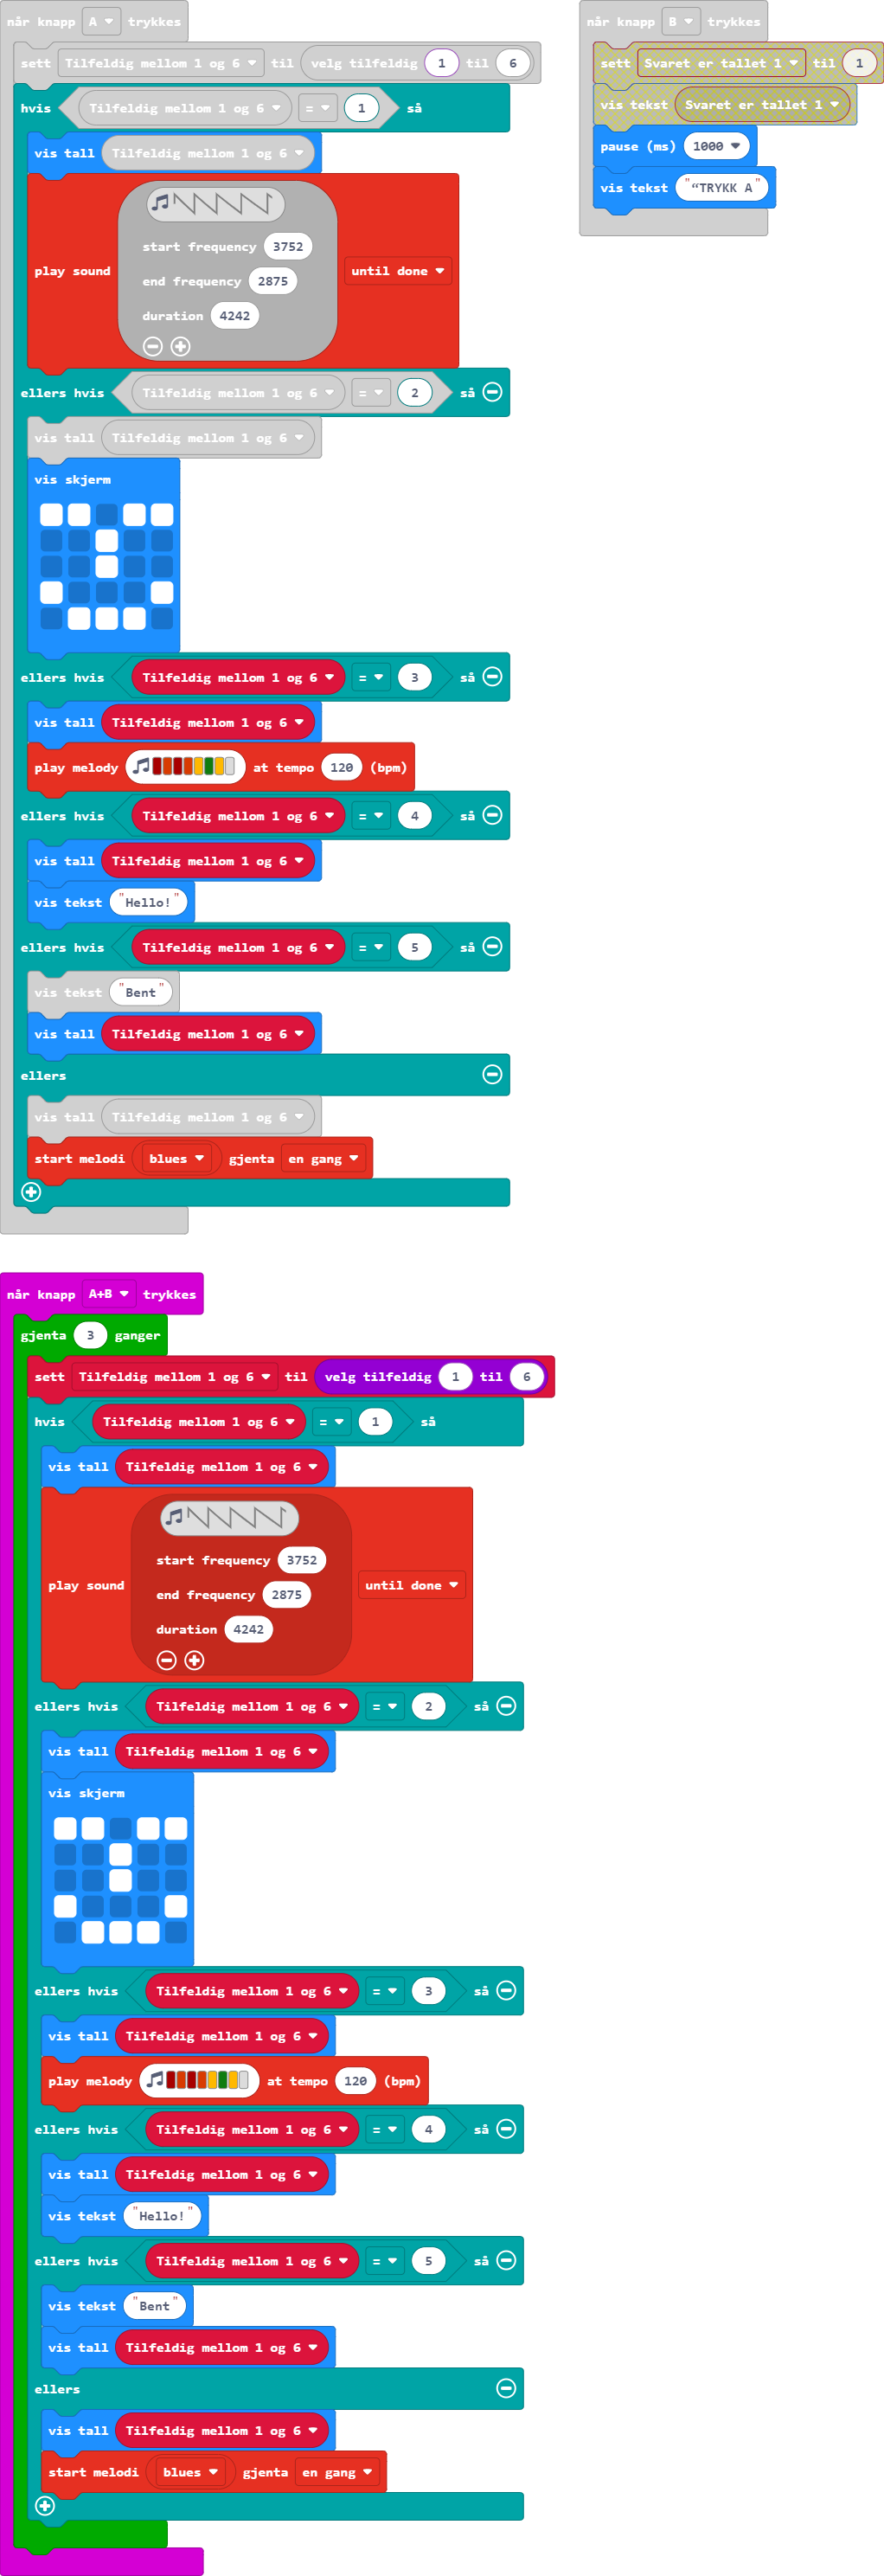 når knapp A trykkes
sett Tilfeldig mellom 1 og 6 til velg tilfeldig 1 til 6
hvis Tilfeldig mellom 1 og 6 = 1 så
vis tall Tilfeldig mellom 1 og 6
start frequency 3752
play sound end frequency 2875 until done
duration 4242
ellers hvis Tilfeldig mellom 1 og 6 = 2 så
vis tall Tilfeldig mellom 1 og 6
vis skjerm
ellers hvis Tilfeldig mellom 1 og 6 = 3 så
vis tall Tilfeldig mellom 1 og 6
play melody at tempo 120 (bpm)
ellers hvis Tilfeldig mellom 1 og 6 = 4 så
vis tall Tilfeldig mellom 1 og 6
vis tekst "Hello!"
ellers hvis Tilfeldig mellom 1 og 6 = 5 så
vis tekst "Bent"
vis tall Tilfeldig mellom 1 og 6
ellers
vis tall Tilfeldig mellom 1 og 6
start melodi blues gjenta en gang
når knapp B trykkes
sett Svaret er tallet 1 til 1
vis tekst Svaret er tallet 1
pause (ms) 1000
vis tekst "“TRYKK A"
når knapp A+B trykkes
gjenta 3 ganger
sett Tilfeldig mellom 1 og 6 til velg tilfeldig 1 til 6
hvis Tilfeldig mellom 1 og 6 = 1 så
vis tall Tilfeldig mellom 1 og 6
start frequency 3752
play sound end frequency 2875 until done
duration 4242
ellers hvis Tilfeldig mellom 1 og 6 = 2 så
vis tall Tilfeldig mellom 1 og 6
vis skjerm
ellers hvis Tilfeldig mellom 1 og 6 = 3 så
vis tall Tilfeldig mellom 1 og 6
play melody at tempo 120 (bpm)
ellers hvis Tilfeldig mellom 1 og 6 = 4 så
vis tall Tilfeldig mellom 1 og 6
vis tekst "Hello!"
ellers hvis Tilfeldig mellom 1 og 6 = 5 så
vis tekst "Bent"
vis tall Tilfeldig mellom 1 og 6
ellers
vis tall Tilfeldig mellom 1 og 6
start melodi blues gjenta en gang